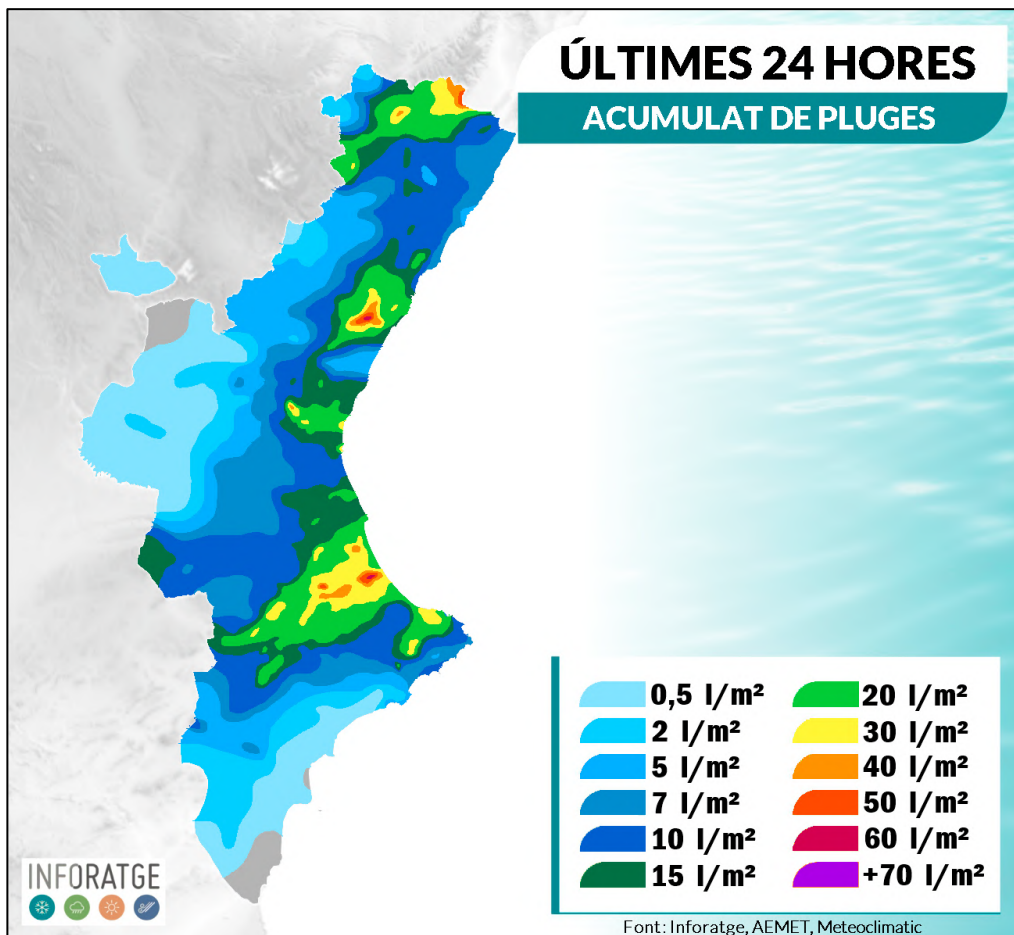 ÚLTIMES 24 HORES
ACUMULAT DE PLUGES
0,5 l/m²
2 l/m²
5 l/m²
7 l/m²
10 l/m²
15 l/m²
20 l/m²
30 l/m²
40 l/m²
50 l/m²
60 l/m²
+70 l/m²
INFORATGE
Font: Inforatge, AEMET, Meteoclimatic